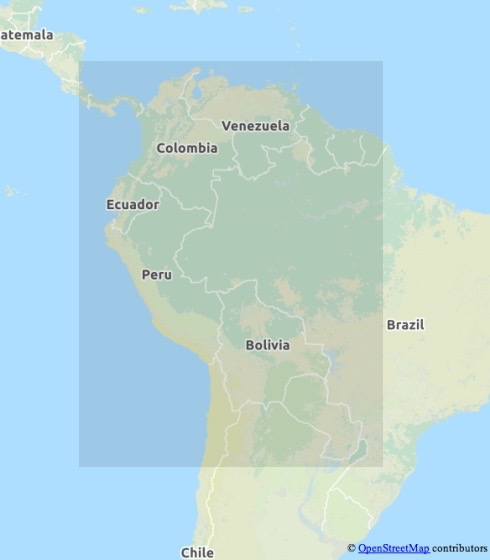 atemala
Venezuela
Colombia
Ecuador
Peru
Brazil
Bolivia
Chile
© OpenStreetMap contributors